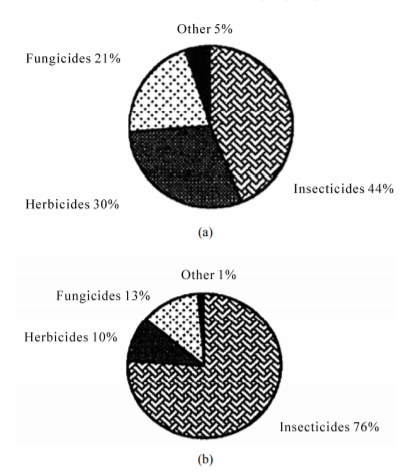 Other 5%
Fungicides 21%
Insecticides 44%
Herbicides 30%
(a)
Other 1%
Fungicides 13%
Herbicides 10%
Insecticides 76%
(b)